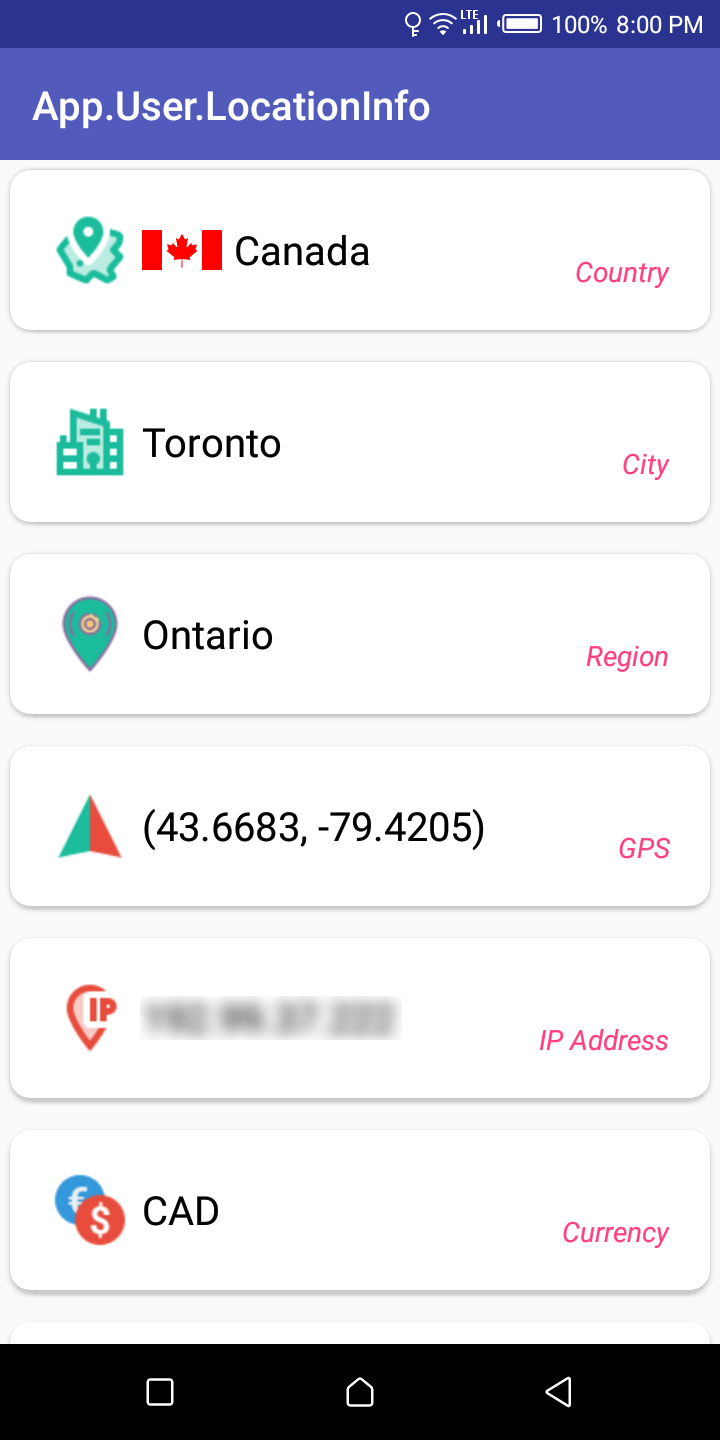 LTE 100% 8:00 PM
App.User.LocationInfo
Canada
Country
Toronto
City
Ontario
Region
(43.6683, -79.4205)
GPS
IP
IP Address
€ $ CAD
Currency